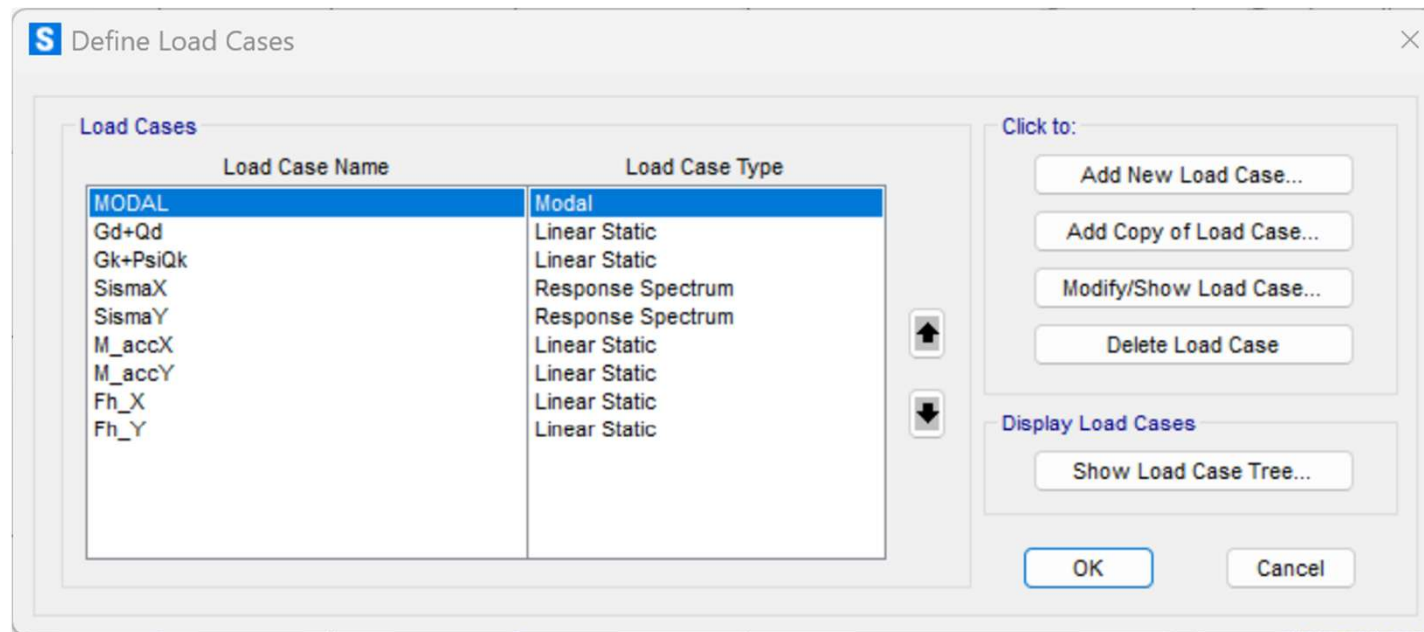 S Define Load Cases
Load Cases
Load Case Name Load Case Type
MODAL Modal
Gd+Qd Linear Static
Gk+PsiQk Linear Static
SismaX Response Spectrum
SismaY Response Spectrum
M_accX Linear Static
M_accY Linear Static
Fh_X Linear Static
Fh_Y Linear Static
Click to:
Add New Load Case...
Add Copy of Load Case...
Modify/Show Load Case...
Delete Load Case
Display Load Cases
Show Load Case Tree...
OK Cancel